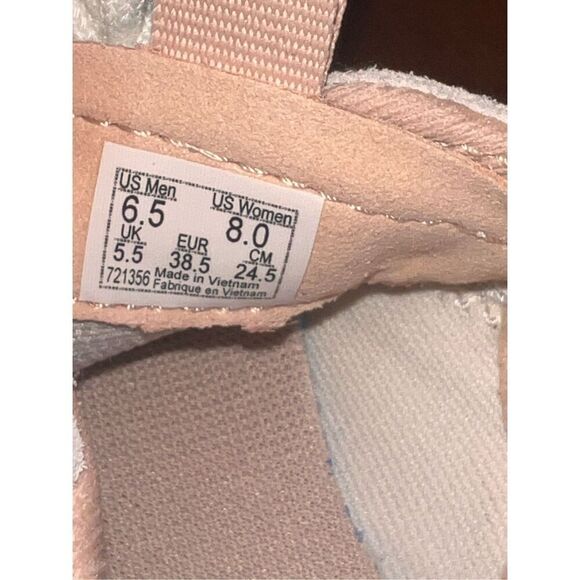 US Men US Women
6.5 8.0
UK EUR CM
5.5 38.5 24.5
721356 Made in Vietnam
Fabrique en Vietnam